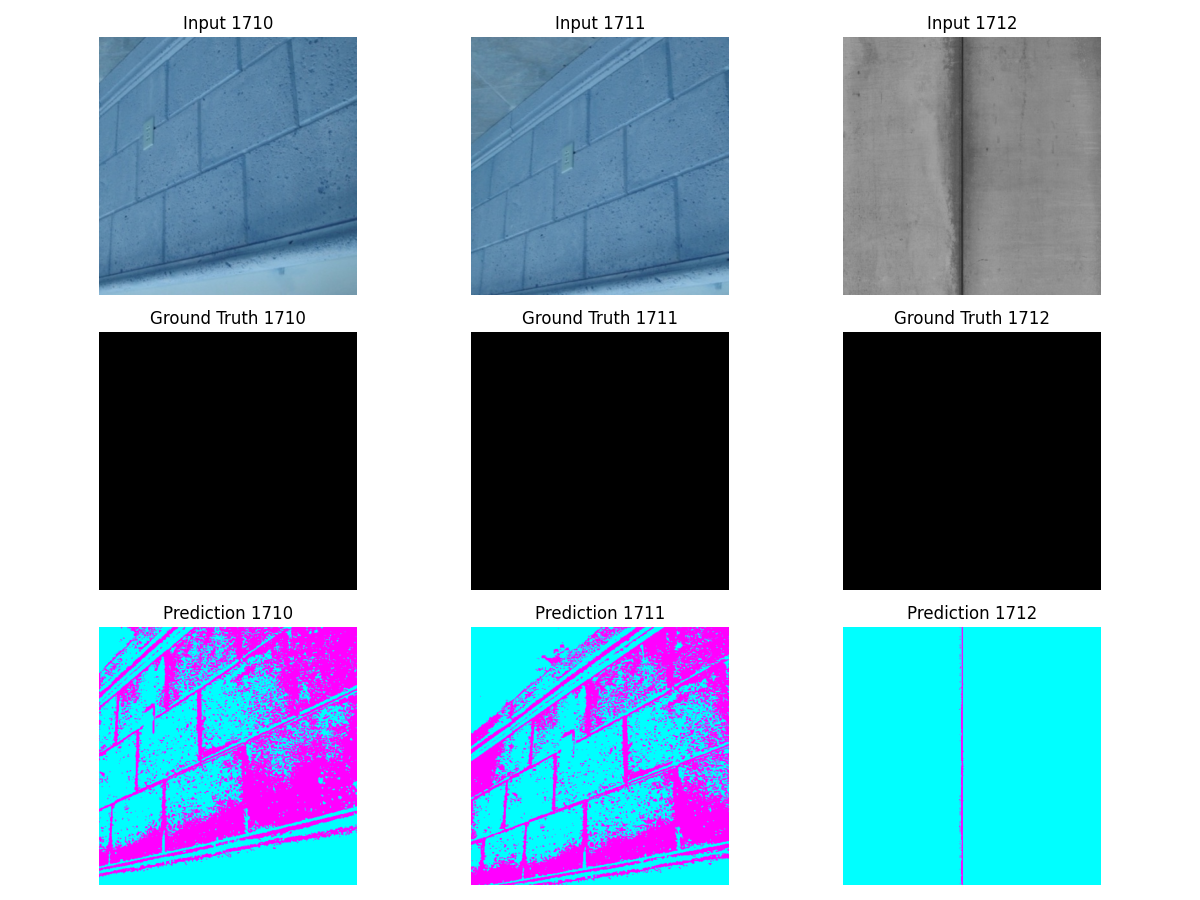 Input 1710
Input 1711
Input 1712
Ground Truth 1710
Ground Truth 1711
Ground Truth 1712
Prediction 1710
Prediction 1711
Prediction 1712